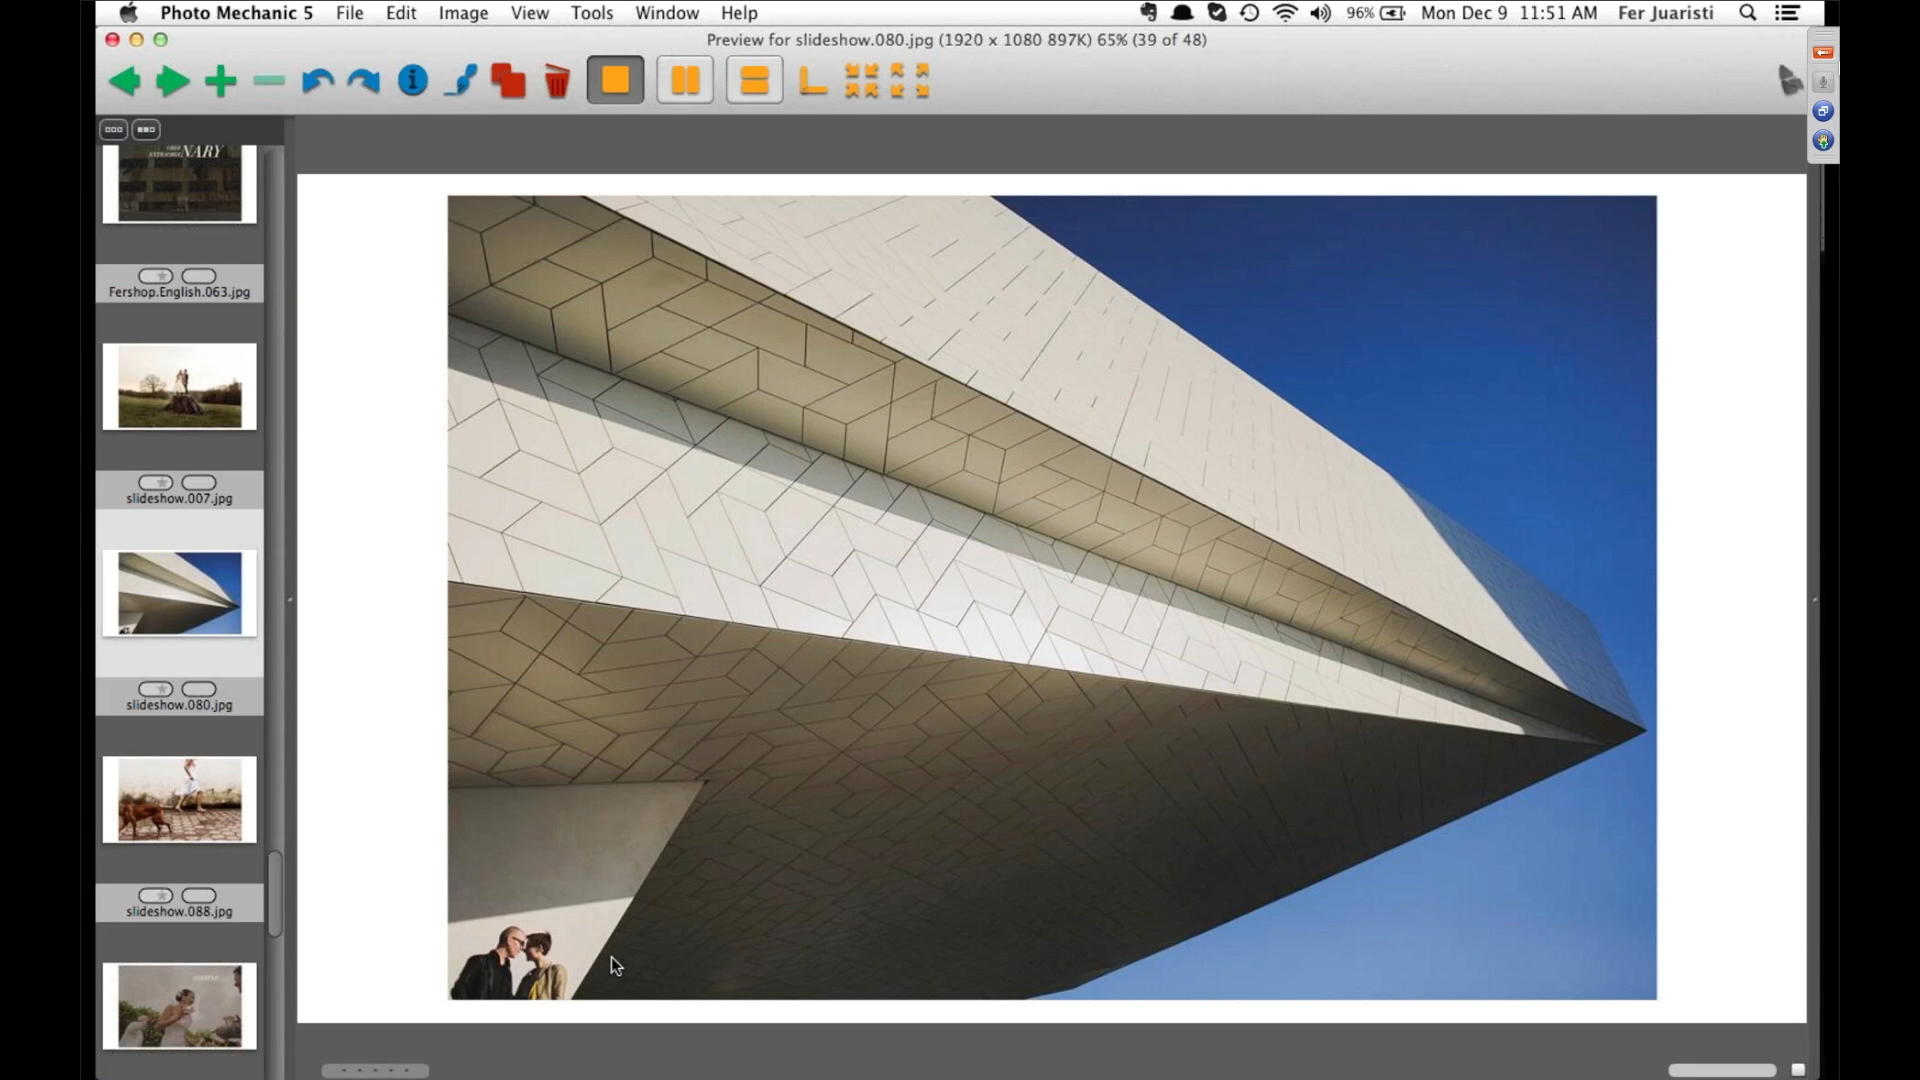 Photo Mechanic 5 File Edit Image View Tools Window Help 96% Mon Dec 9 11:51 AM Fer Juaristi
Preview for slideshow.080.jpg (1920 x 1080 897K) 65% (39 of 48)
NARY
Fershop.English.063.jpg
slideshow.007.jpg
slideshow.080.jpg
slideshow.088.jpg